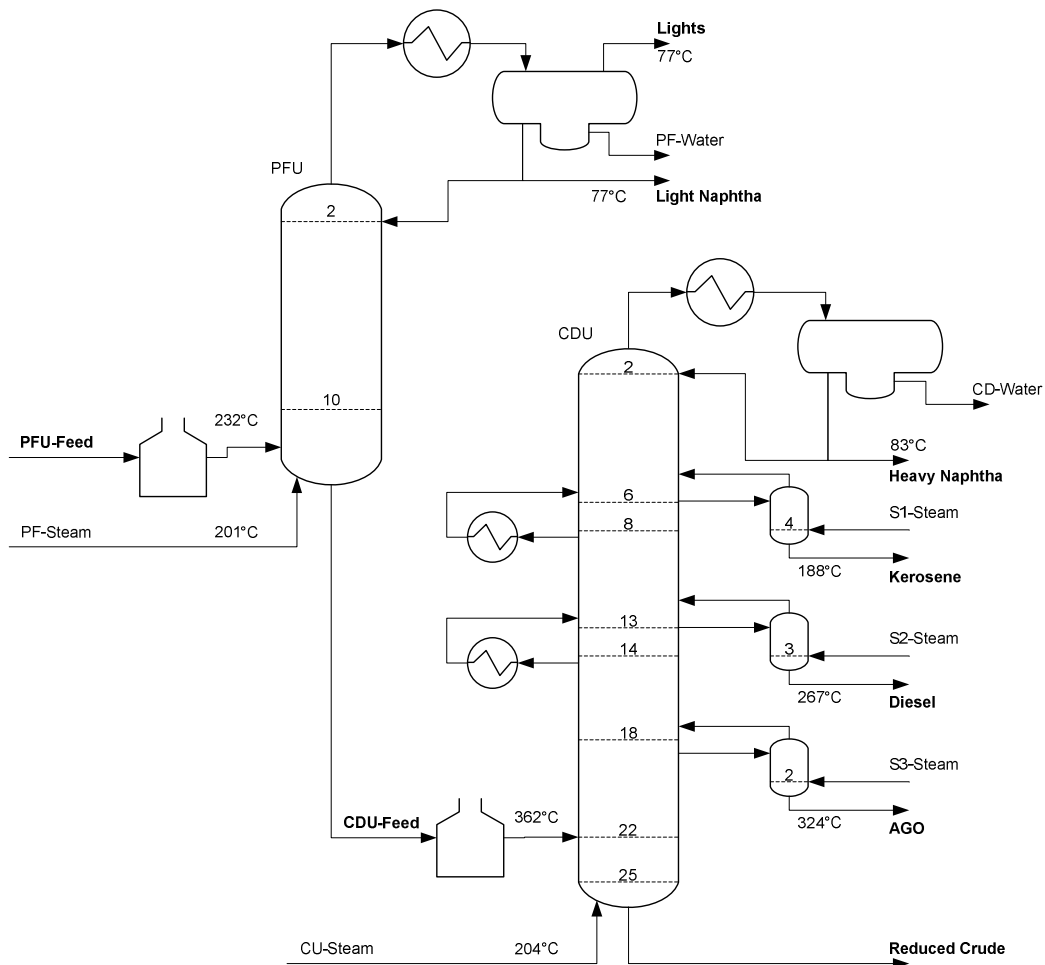 Lights
77°C
PF-Water
PFU
77°C
Light Naphtha
2
CDU
2
CD-Water
10
232°C
PFU-Feed
83°C
Heavy Naphtha
6
S1-Steam
4
8
PF-Steam
201°C
188°C
Kerosene
13
S2-Steam
14
3
267°C
Diesel
18
S3-Steam
2
324°C
AGO
CDU-Feed
362°C
22
25
CU-Steam
204°C
Reduced Crude